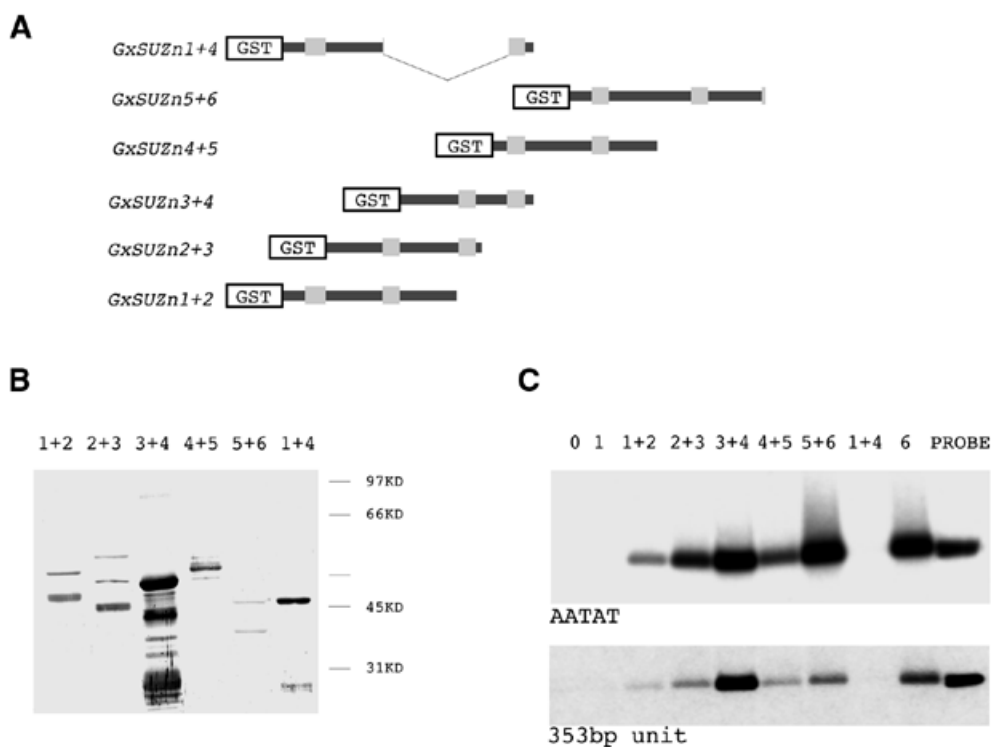 A
GxSUZn1+4 GST
GxSUZn5+6 GST
GxSUZn4+5 GST
GxSUZn3+4 GST
GxSUZn2+3 GST
GxSUZn1+2 GST
B
1+2 2+3 3+4 4+5 5+6 1+4
97KD
66KD
45KD
31KD
C
0 1 1+2 2+3 3+4 4+5 5+6 1+4 6 PROBE
AATAT
353bp unit